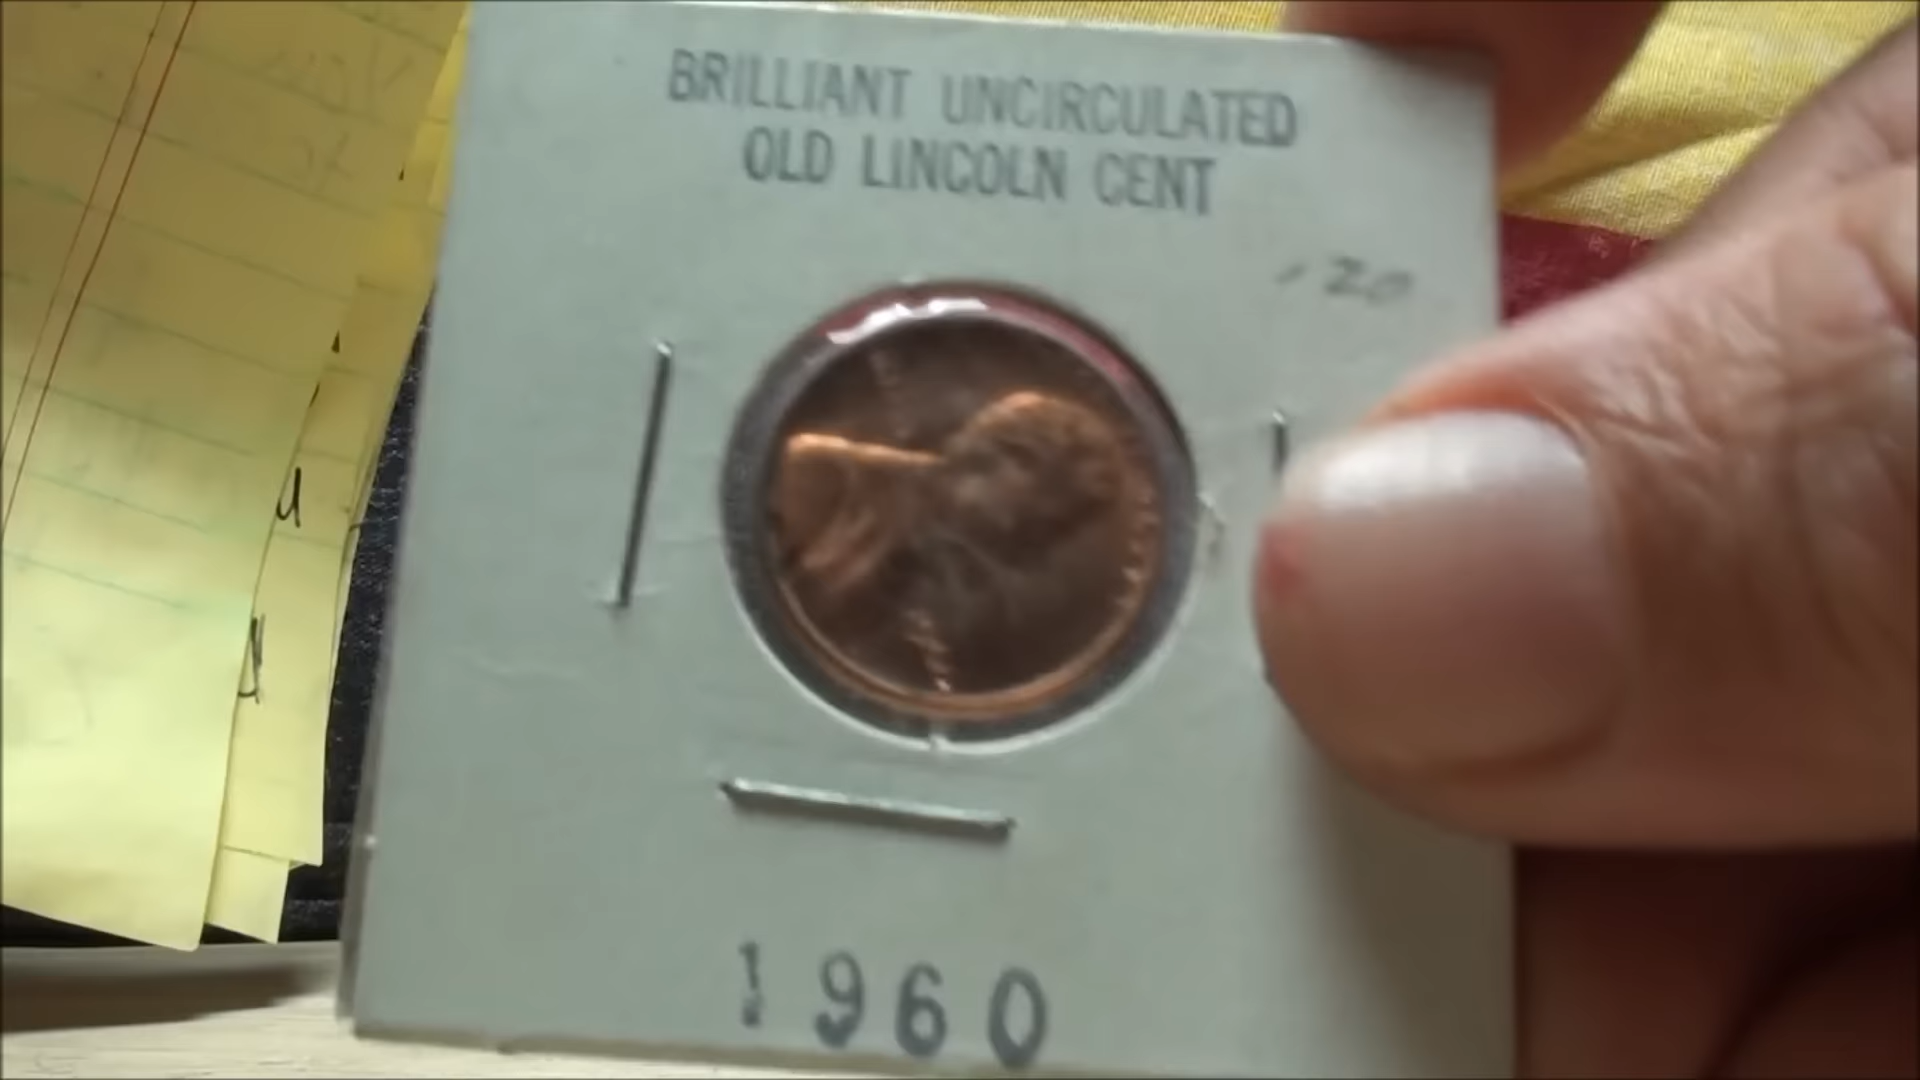 BRILLIANT UNCIRCULATED
OLD LINCOLN CENT
.20
1960